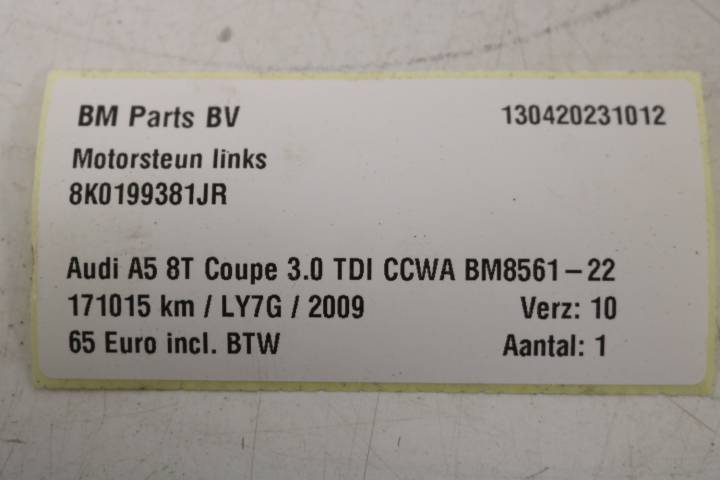 BM Parts BV 130420231012
Motorsteun links
8K0199381JR
Audi A5 8T Coupe 3.0 TDI CCWA BM8561-22
171015 km / LY7G / 2009 Verz: 10
65 Euro incl. BTW Aantal: 1